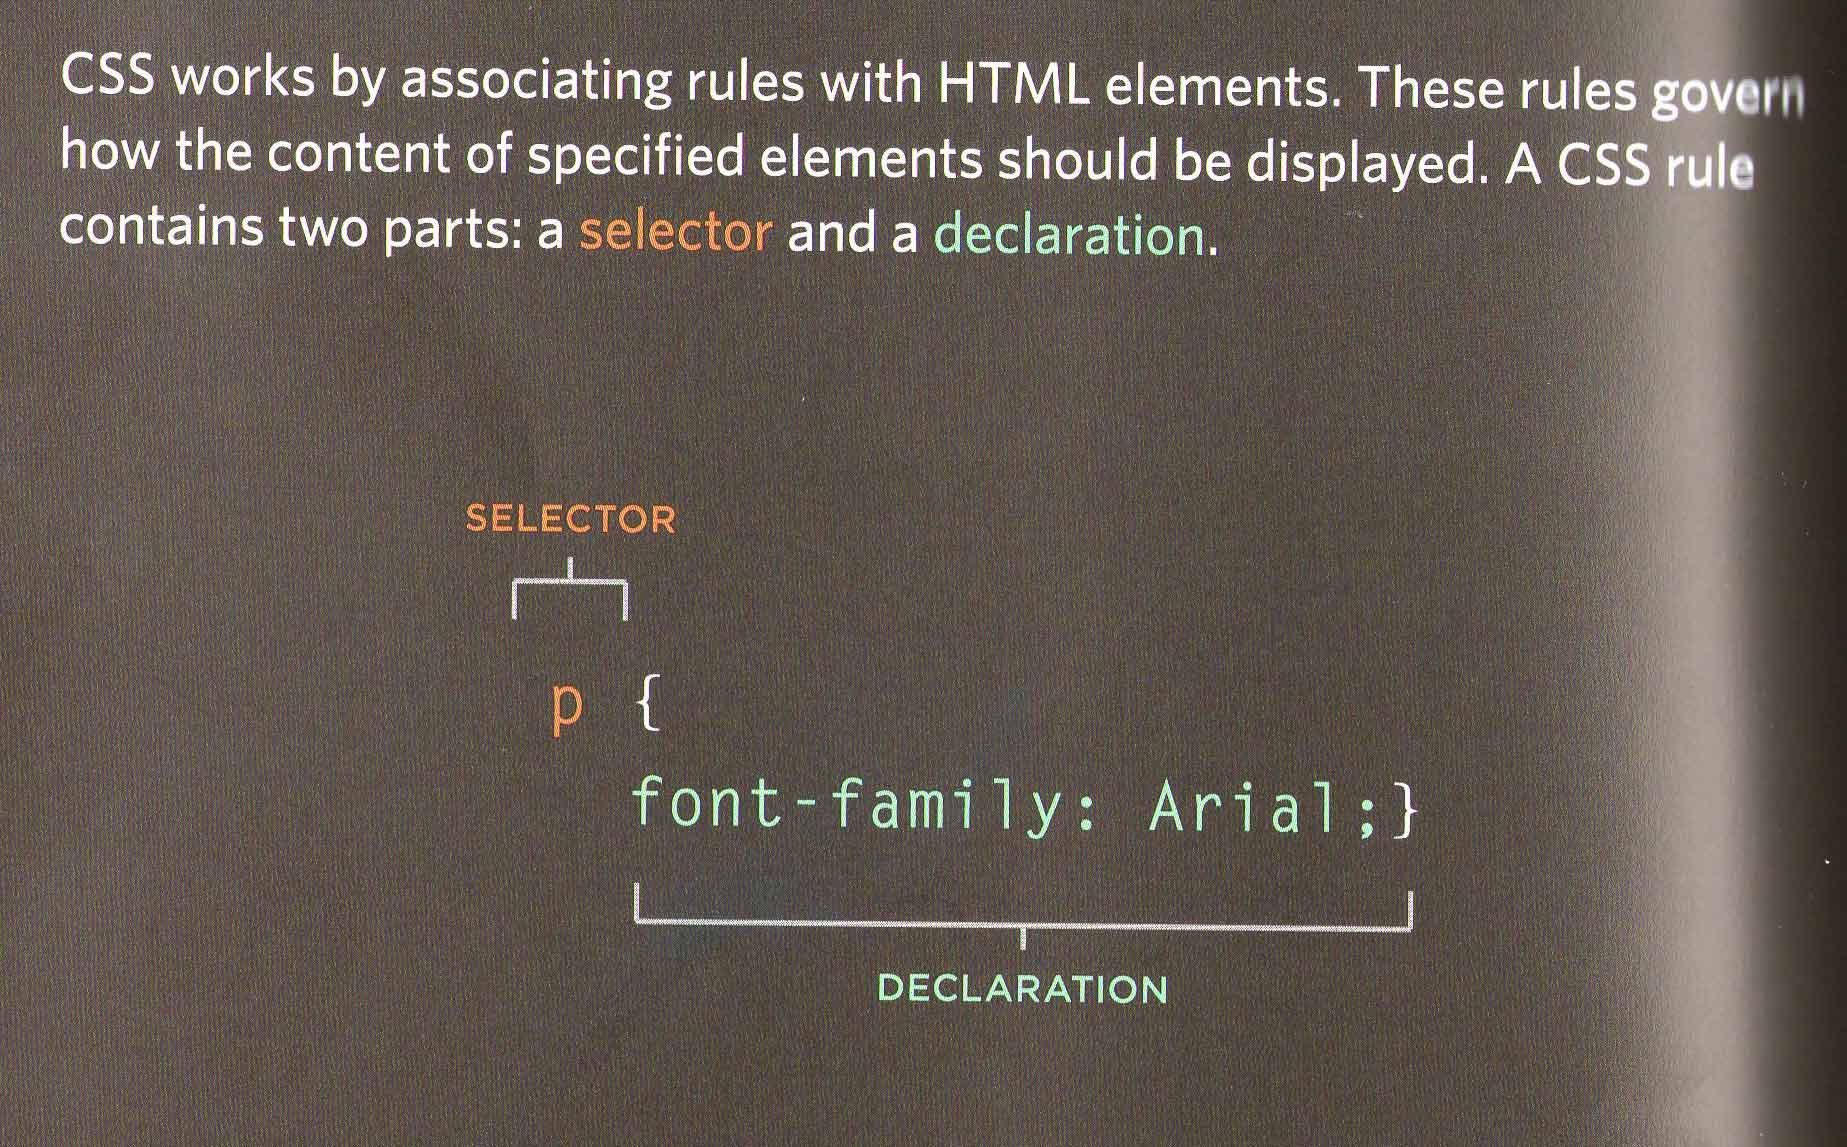 CSS works by associating rules with HTML elements. These rules govern
how the content of specified elements should be displayed. A CSS rule
contains two parts: a selector and a declaration.
SELECTOR
p {
font-family: Arial;}
DECLARATION